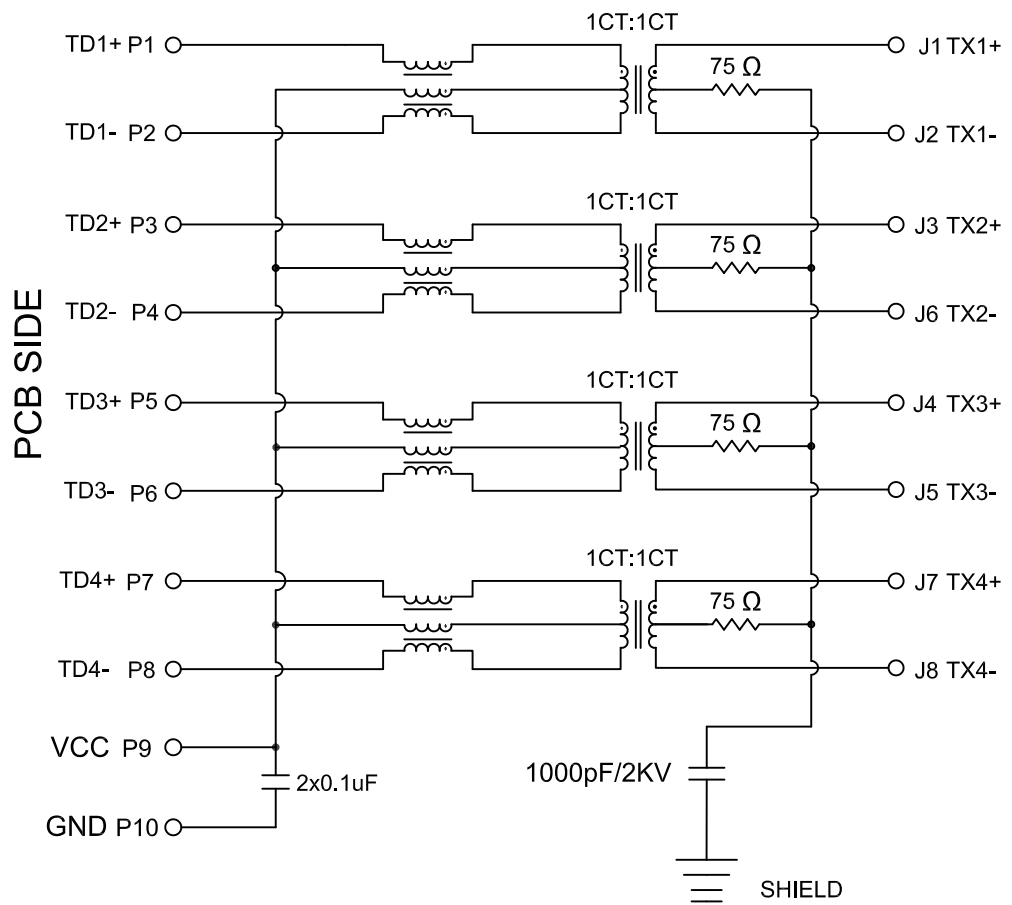 1CT:1CT
TD1+ P1 J1 TX1+
75 Ω
TD1- P2 J2 TX1-
1CT:1CT
TD2+ P3 J3 TX2+
75 Ω
TD2- P4 J6 TX2-
PCB SIDE
1CT:1CT
TD3+ P5 J4 TX3+
75 Ω
TD3- P6 J5 TX3-
1CT:1CT
TD4+ P7 J7 TX4+
75 Ω
TD4- P8 J8 TX4-
VCC P9
2x0.1uF 1000pF/2KV
GND P10
SHIELD